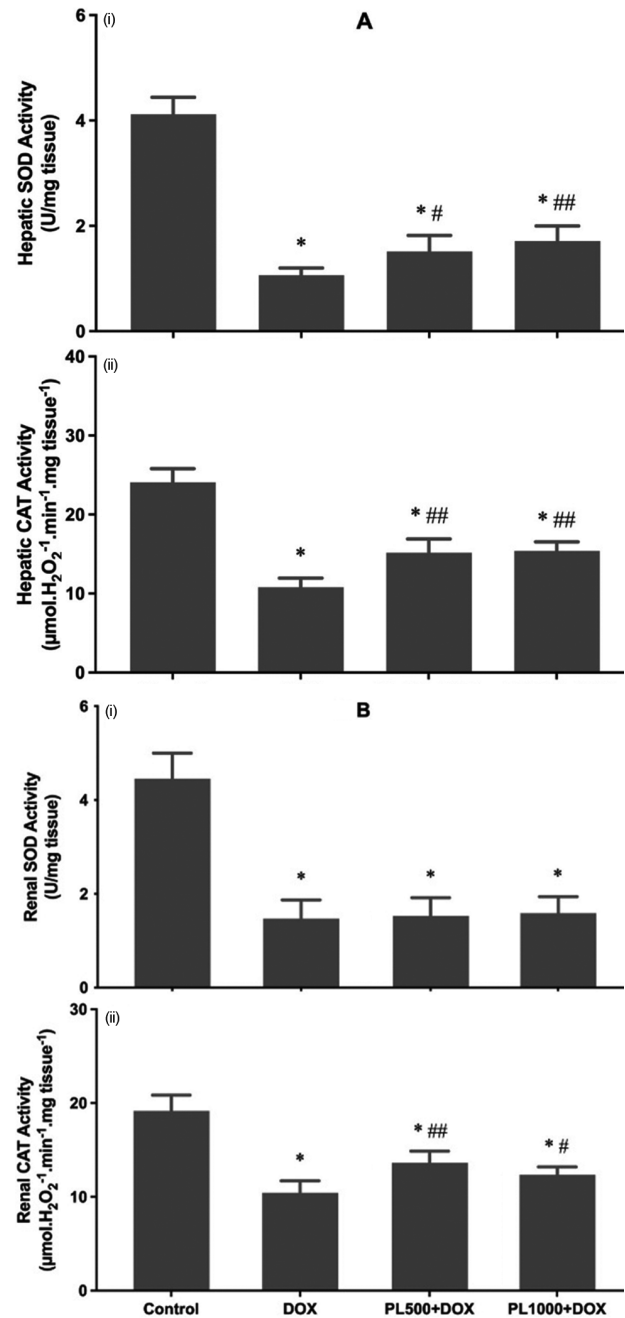 (i)
A
Hepatic SOD Activity
(U/mg tissue)
6
4
2
0
*
* #
* ##
(ii)
Hepatic CAT Activity
(µmol.H₂O₂⁻¹.min⁻¹.mg tissue⁻¹)
40
30
20
10
0
*
* ##
* ##
(i)
B
Renal SOD Activity
(U/mg tissue)
6
4
2
0
*
*
*
(ii)
Renal CAT Activity
(µmol.H₂O₂⁻¹.min⁻¹.mg tissue⁻¹)
30
20
10
0
*
* ##
* #
Control DOX PL500+DOX PL1000+DOX